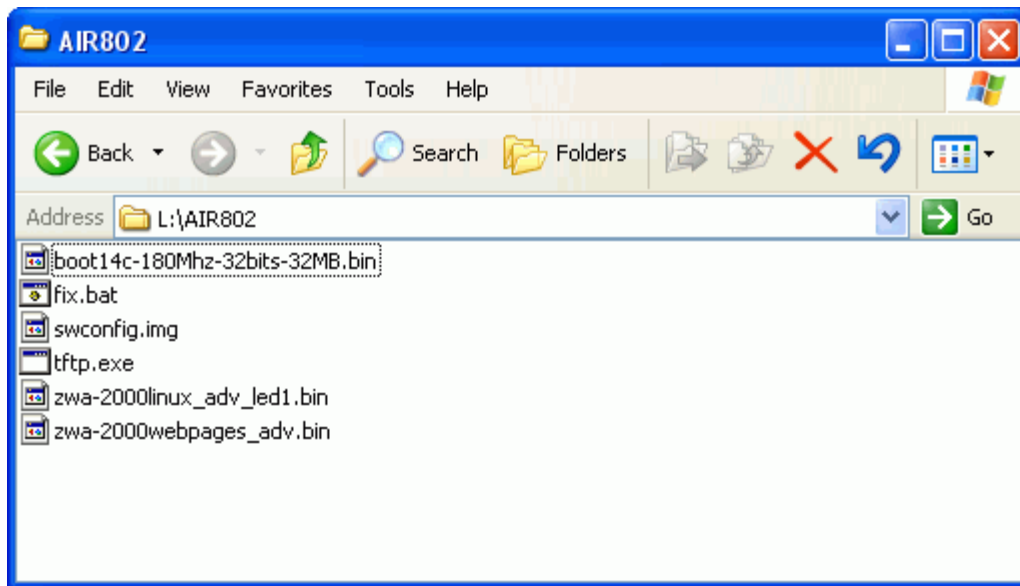 AIR802
File Edit View Favorites Tools Help
Back Search Folders
Address L:\AIR802 Go
boot14c-180Mhz-32bits-32MB.bin
fix.bat
swconfig.img
tftp.exe
zwa-2000linux_adv_led1.bin
zwa-2000webpages_adv.bin